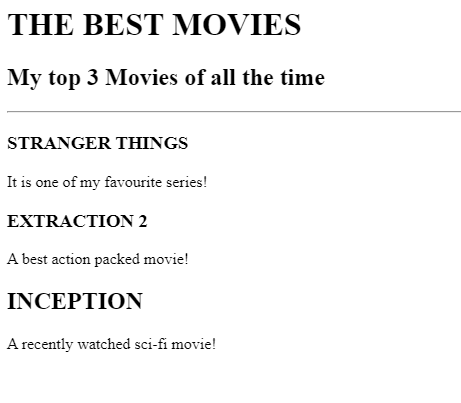 THE BEST MOVIES
My top 3 Movies of all the time
STRANGER THINGS
It is one of my favourite series!
EXTRACTION 2
A best action packed movie!
INCEPTION
A recently watched sci-fi movie!